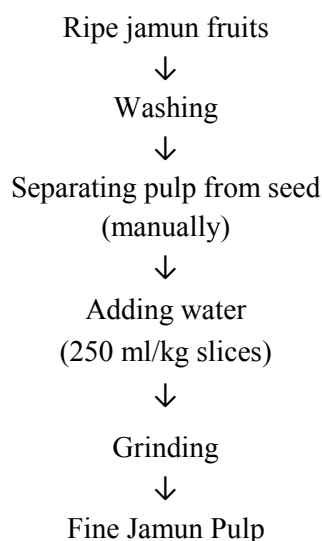 Ripe jamun fruits
↓
Washing
↓
Separating pulp from seed
(manually)
↓
Adding water
(250 ml/kg slices)
↓
Grinding
↓
Fine Jamun Pulp